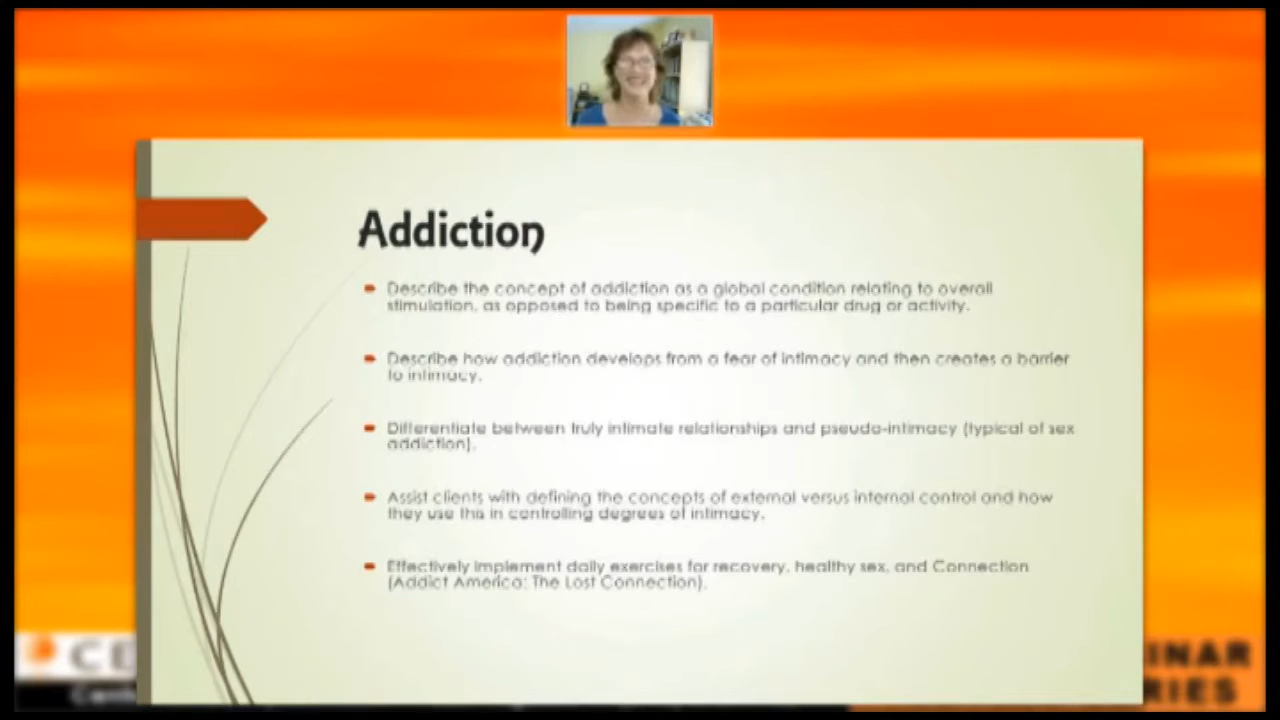 Addiction
Describe the concept of addiction as a global condition relating to overall
stimulation, as opposed to being specific to a particular drug or activity.
Describe how addiction develops from a fear of intimacy and then creates a barrier
to intimacy.
Differentiate between truly intimate relationships and pseudo-intimacy (typical of sex
addiction).
Assist clients with defining the concepts of external versus internal control and how
they use this in controlling degrees of intimacy.
Effectively implement daily exercises for recovery, healthy sex, and Connection
(Addict America: The Lost Connection).
CE
INAR
RIES